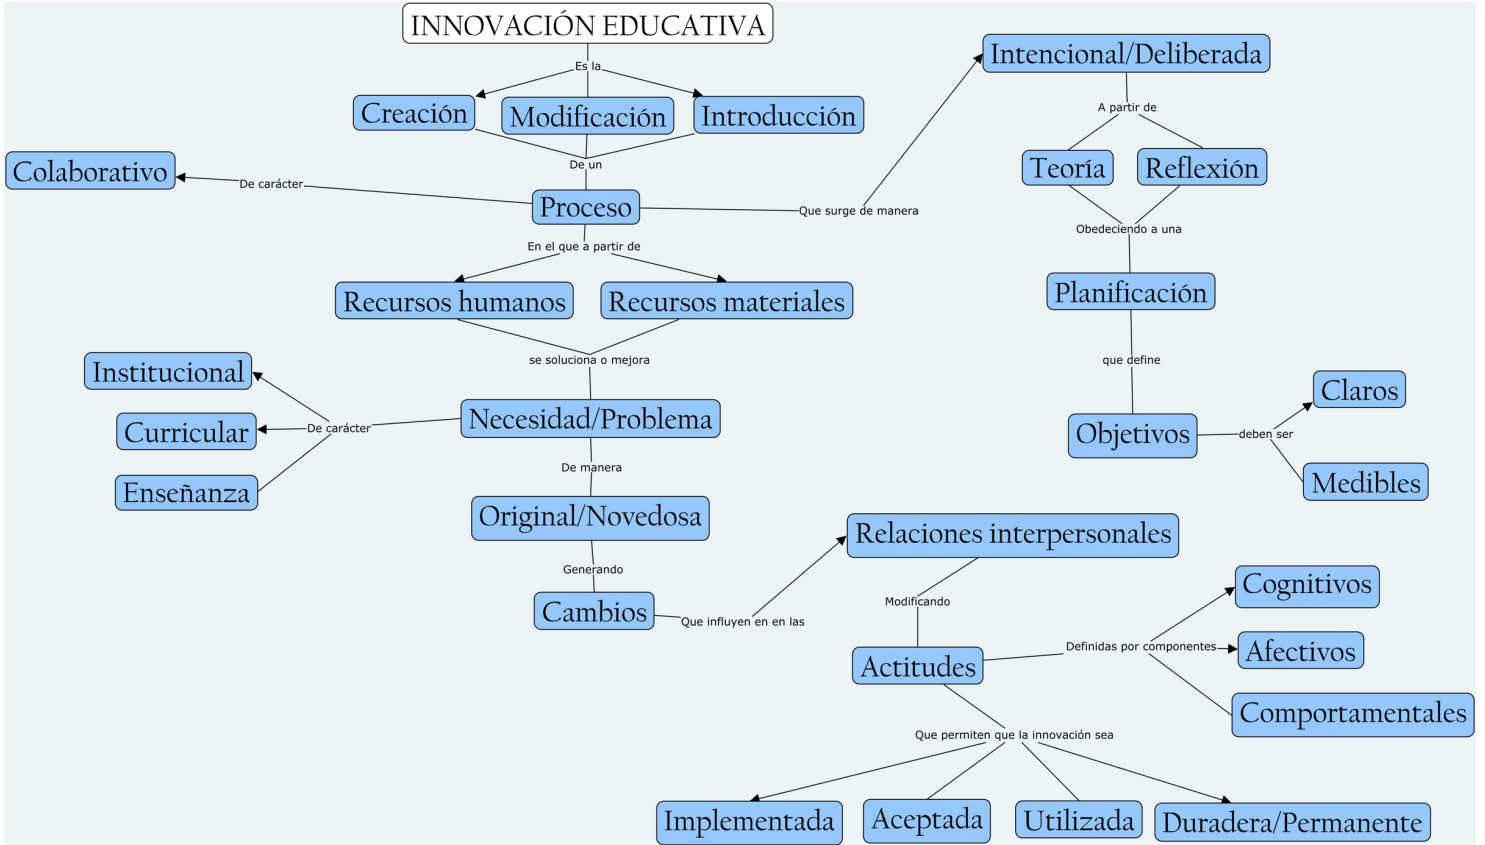 INNOVACIÓN EDUCATIVA
Es la
Creación
Modificación
Introducción
De un
Proceso
De carácter
Colaborativo
Que surge de manera
Intencional/Deliberada
A partir de
Teoría
Reflexión
Obedeciendo a una
Planificación
que define
Objetivos
deben ser
Claros
Medibles
En el que a partir de
Recursos humanos
Recursos materiales
se soluciona o mejora
Necesidad/Problema
De carácter
Institucional
Curricular
Enseñanza
De manera
Original/Novedosa
Generando
Cambios
Que influyen en en las
Relaciones interpersonales
Modificando
Actitudes
Definidas por componentes
Cognitivos
Afectivos
Comportamentales
Que permiten que la innovación sea
Implementada
Aceptada
Utilizada
Duradera/Permanente